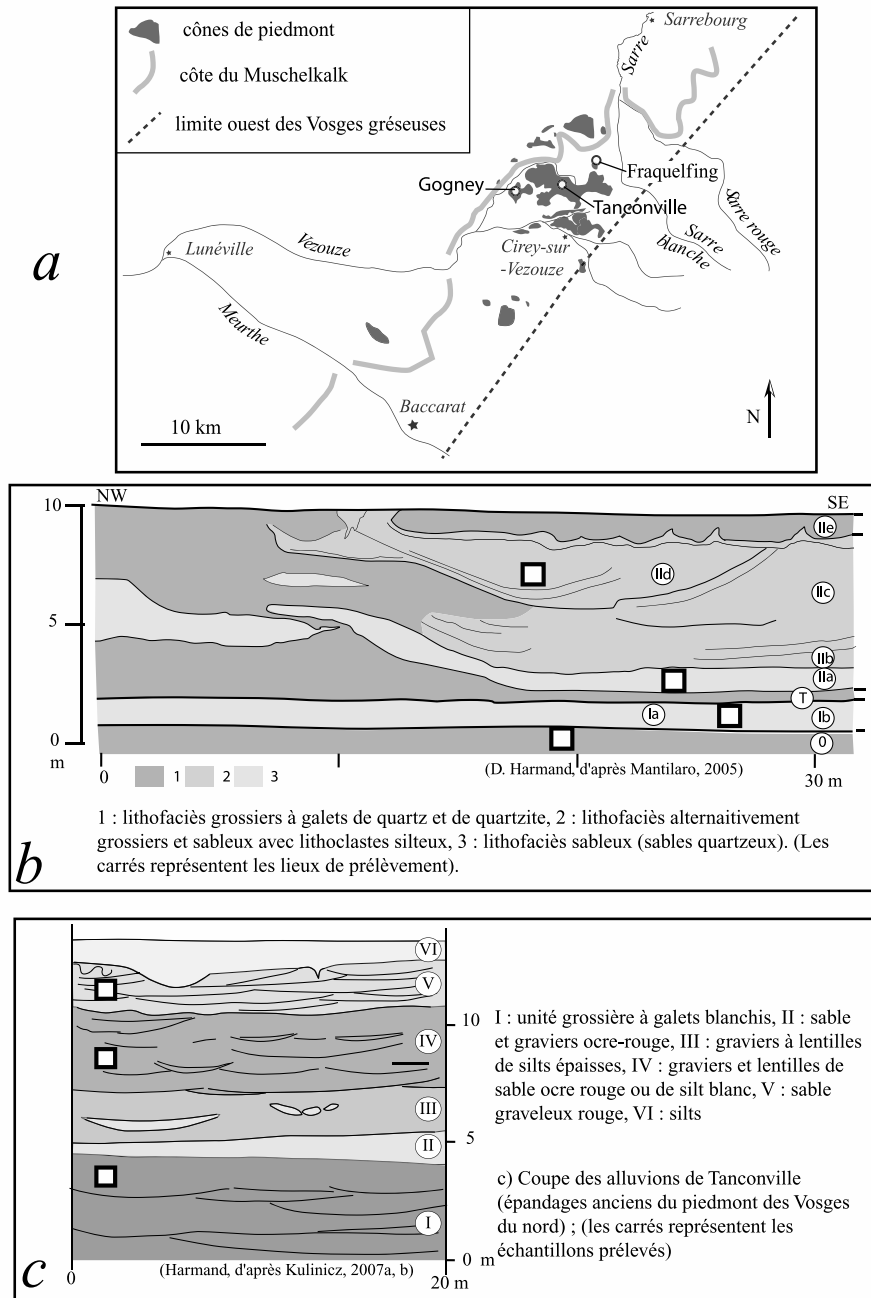 cônes de piedmont
côte du Muschelkalk
limite ouest des Vosges gréseuses
Sarrebourg
Sarre
Fraquelfing
Gogney
Tanconville
Sarre rouge
Sarre blanche
Cirey-sur
-Vezouze
Vezouze
Lunéville
Meurthe
Baccarat
10 km
N
a
NW
SE
10
5
0
m
IIe
IId
IIc
IIb
IIa
T
Ia
Ib
0
0
1
2
3
(D. Harmand, d'après Mantilaro, 2005)
30 m
1 : lithofaciès grossiers à galets de quartz et de quartzite, 2 : lithofaciès alternaitivement
grossiers et sableux avec lithoclastes silteux, 3 : lithofaciès sableux (sables quartzeux). (Les
carrés représentent les lieux de prélèvement).
b
VI
V
IV
III
II
I
10
5
0 m
0
(Harmand, d'après Kulinicz, 2007a, b)
20 m
I : unité grossière à galets blanchis, II : sable
et graviers ocre-rouge, III : graviers à lentilles
de silts épaisses, IV : graviers et lentilles de
sable ocre rouge ou de silt blanc, V : sable
graveleux rouge, VI : silts
c) Coupe des alluvions de Tanconville
(épandages anciens du piedmont des Vosges
du nord) ; (les carrés représentent les
échantillons prélevés)
c